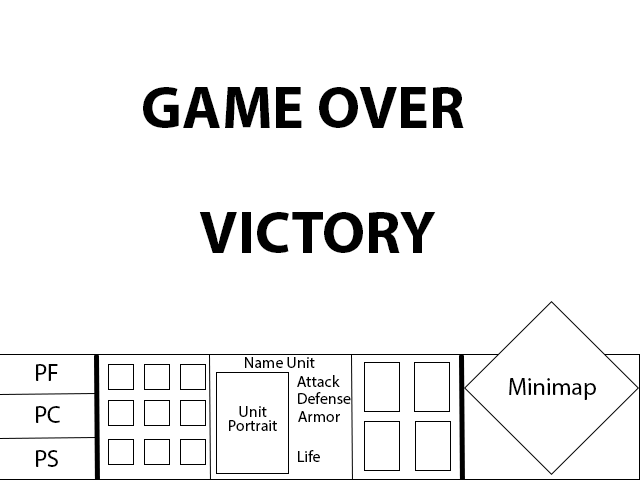 GAME OVER
VICTORY
PF
PC
PS
Name Unit
Unit
Portrait
Attack
Defense
Armor
Life
Minimap